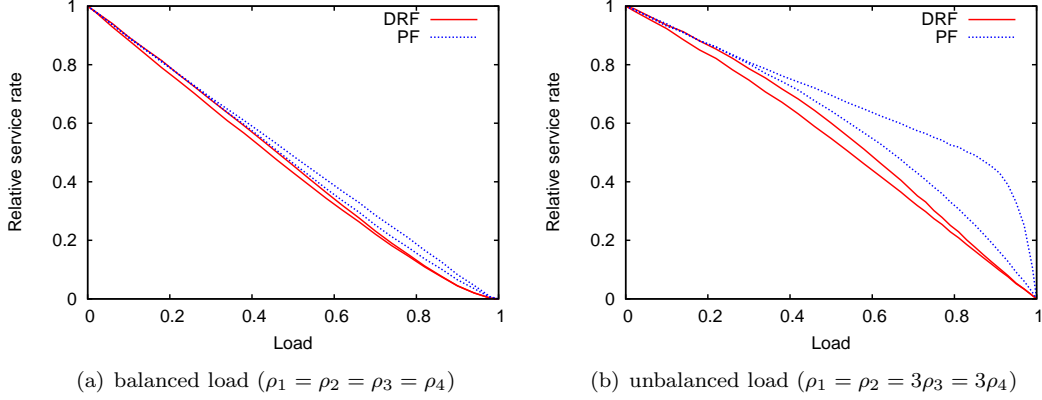 DRF
PF
1
0.8
0.6
0.4
0.2
0
Relative service rate
0 0.2 0.4 0.6 0.8 1
Load
(a) balanced load (ρ1 = ρ2 = ρ3 = ρ4)
DRF
PF
1
0.8
0.6
0.4
0.2
0
Relative service rate
0 0.2 0.4 0.6 0.8 1
Load
(b) unbalanced load (ρ1 = ρ2 = 3ρ3 = 3ρ4)